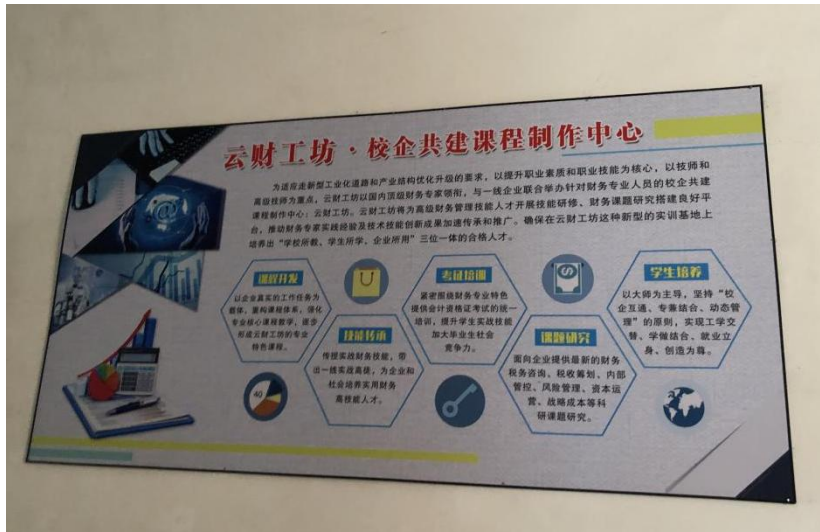 云财工坊·校企共建课程制作中心
为适应走新型工业化道路和产业结构优化升级的要求，以提升职业素质和职业技能为核心，以技师和
高级技师为重点，云财工坊以国内顶级财务专家领衔，与一线企业联合举办针对财务专业人员的校企共建
课程制作中心：云财工坊。云财工坊将为高级财务管理技能人才开展技能研修、财务课题研究搭建良好平
台，推动财务专家实践经验及技术技能创新成果加速传承和推广。确保在云财工坊这种新型的实训基地上
培养出“学校所教、学生所学、企业所用”三位一体的合格人才。
课程开发
以企业真实的工作任务为
载体，重构课程体系，强化
专业核心课程教学，逐步
形成云财工坊的专业
特色课程。
技能传承
传授实战财务技能，带
出一线实战高徒，为企业和
社会培养实用财务
高技能人才。
考证培训
紧密围绕财务专业特色
提供会计资格证考试的统一
培训，提升学生实战技能
加大毕业生社会
竞争力。
课题研究
面向企业提供最新的财务
税务咨询、税收筹划、内部
管控、风险管理、资本运
营、战略成本等科
研课题研究。
学生培养
以大师为主导，坚持“校
企互通、专兼结合、动态管
理”的原则，实现工学交
替、学做结合、就业立
身、创造为尊。
40